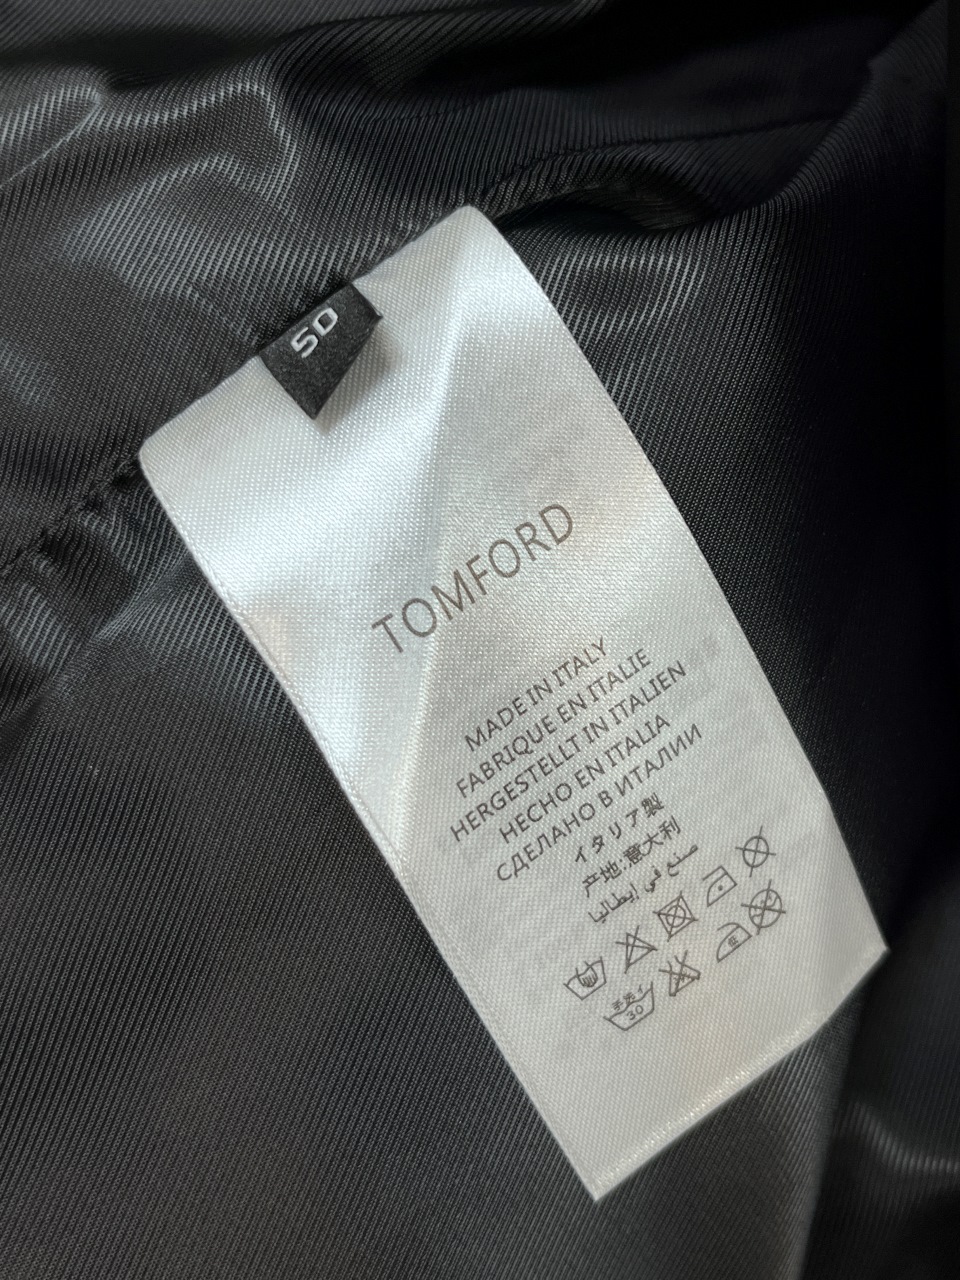 50
TOMFORD
MADE IN ITALY
FABRIQUE EN ITALIE
HERGESTELLT IN ITALIEN
HECHO EN ITALIA
СДЕЛАНО В ИТАЛИИ
イタリア製
产地:意大利
صنع في إيطاليا
30